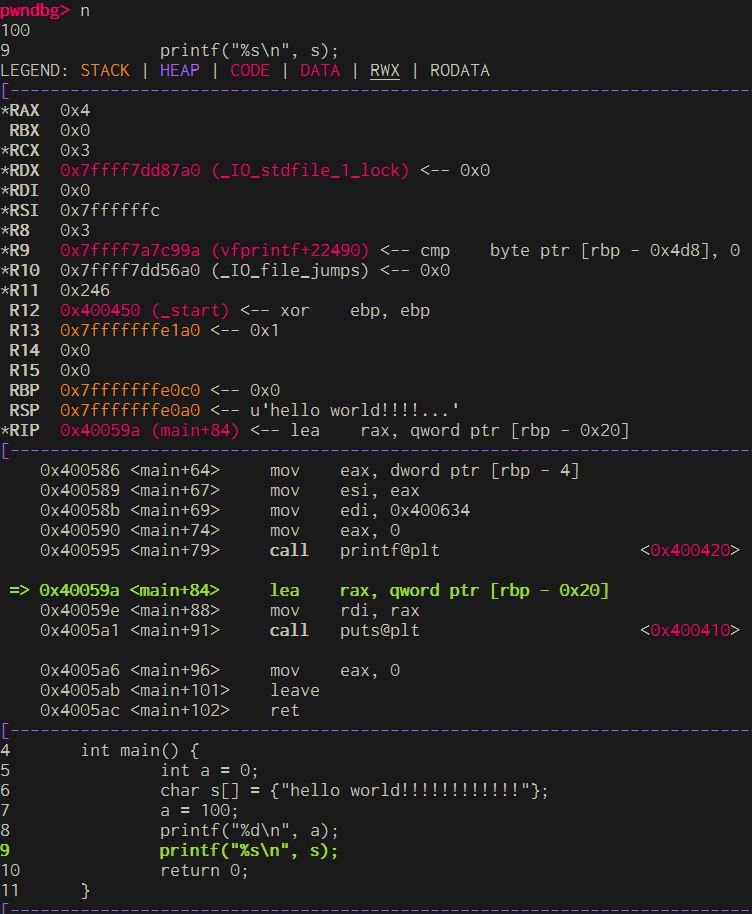 pwndbg> n
100
9               printf("%s\n", s);
LEGEND: STACK | HEAP | CODE | DATA | RWX | RODATA
[---------------------------------------------------------------------------
*RAX  0x4
 RBX  0x0
*RCX  0x3
*RDX  0x7ffff7dd87a0 (_IO_stdfile_1_lock) <-- 0x0
*RDI  0x0
*RSI  0x7ffffffc
*R8   0x3
*R9   0x7ffff7a7c99a (vfprintf+22490) <-- cmp    byte ptr [rbp - 0x4d8], 0
*R10  0x7ffff7dd56a0 (_IO_file_jumps) <-- 0x0
*R11  0x246
 R12  0x400450 (_start) <-- xor    ebp, ebp
 R13  0x7fffffffe1a0 <-- 0x1
 R14  0x0
 R15  0x0
 RBP  0x7fffffffe0c0 <-- 0x0
 RSP  0x7fffffffe0a0 <-- u'hello world!!!!...'
*RIP  0x40059a (main+84) <-- lea    rax, qword ptr [rbp - 0x20]
[---------------------------------------------------------------------------
    0x400586 <main+64>     mov    eax, dword ptr [rbp - 4]
    0x400589 <main+67>     mov    esi, eax
    0x40058b <main+69>     mov    edi, 0x400634
    0x400590 <main+74>     mov    eax, 0
    0x400595 <main+79>     call   printf@plt                      <0x400420>
 => 0x40059a <main+84>     lea    rax, qword ptr [rbp - 0x20]
    0x40059e <main+88>     mov    rdi, rax
    0x4005a1 <main+91>     call   puts@plt                        <0x400410>
    0x4005a6 <main+96>     mov    eax, 0
    0x4005ab <main+101>    leave
    0x4005ac <main+102>    ret
[---------------------------------------------------------------------------
4       int main() {
5               int a = 0;
6               char s[] = {"hello world!!!!!!!!!!!!"};
7               a = 100;
8               printf("%d\n", a);
9               printf("%s\n", s);
10              return 0;
11      }
[---------------------------------------------------------------------------